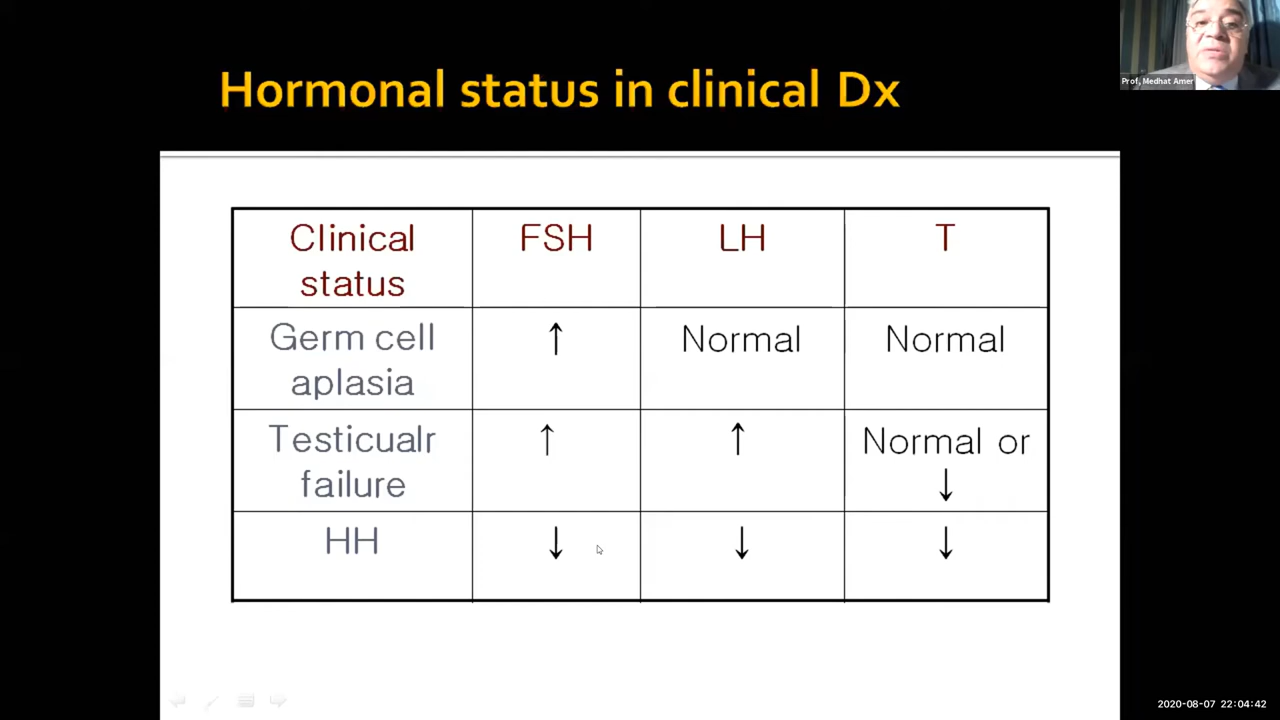 Hormonal status in clinical Dx
Prof, Medhat Amer
Clinical status
FSH
LH
T
Germ cell aplasia
↑
Normal
Normal
Testicualr failure
↑
↑
Normal or ↓
HH
↓
↓
↓
2020-08-07 22:04:42